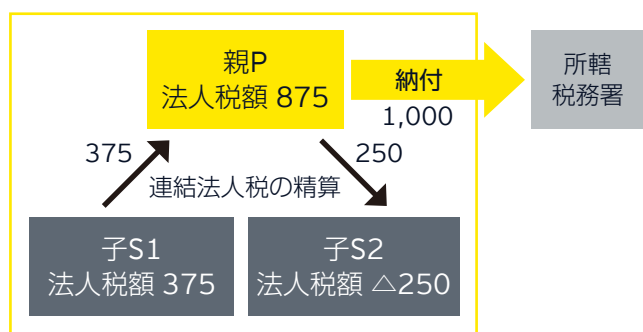 親P
法人税額 875
納付
1,000
所轄
税務署
375
250
連結法人税の精算
子S1
法人税額 375
子S2
法人税額 △250